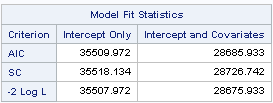 Model Fit Statistics
Criterion Intercept Only Intercept and Covariates
AIC 35509.972 28685.933
SC 35518.134 28726.742
-2 Log L 35507.972 28675.933